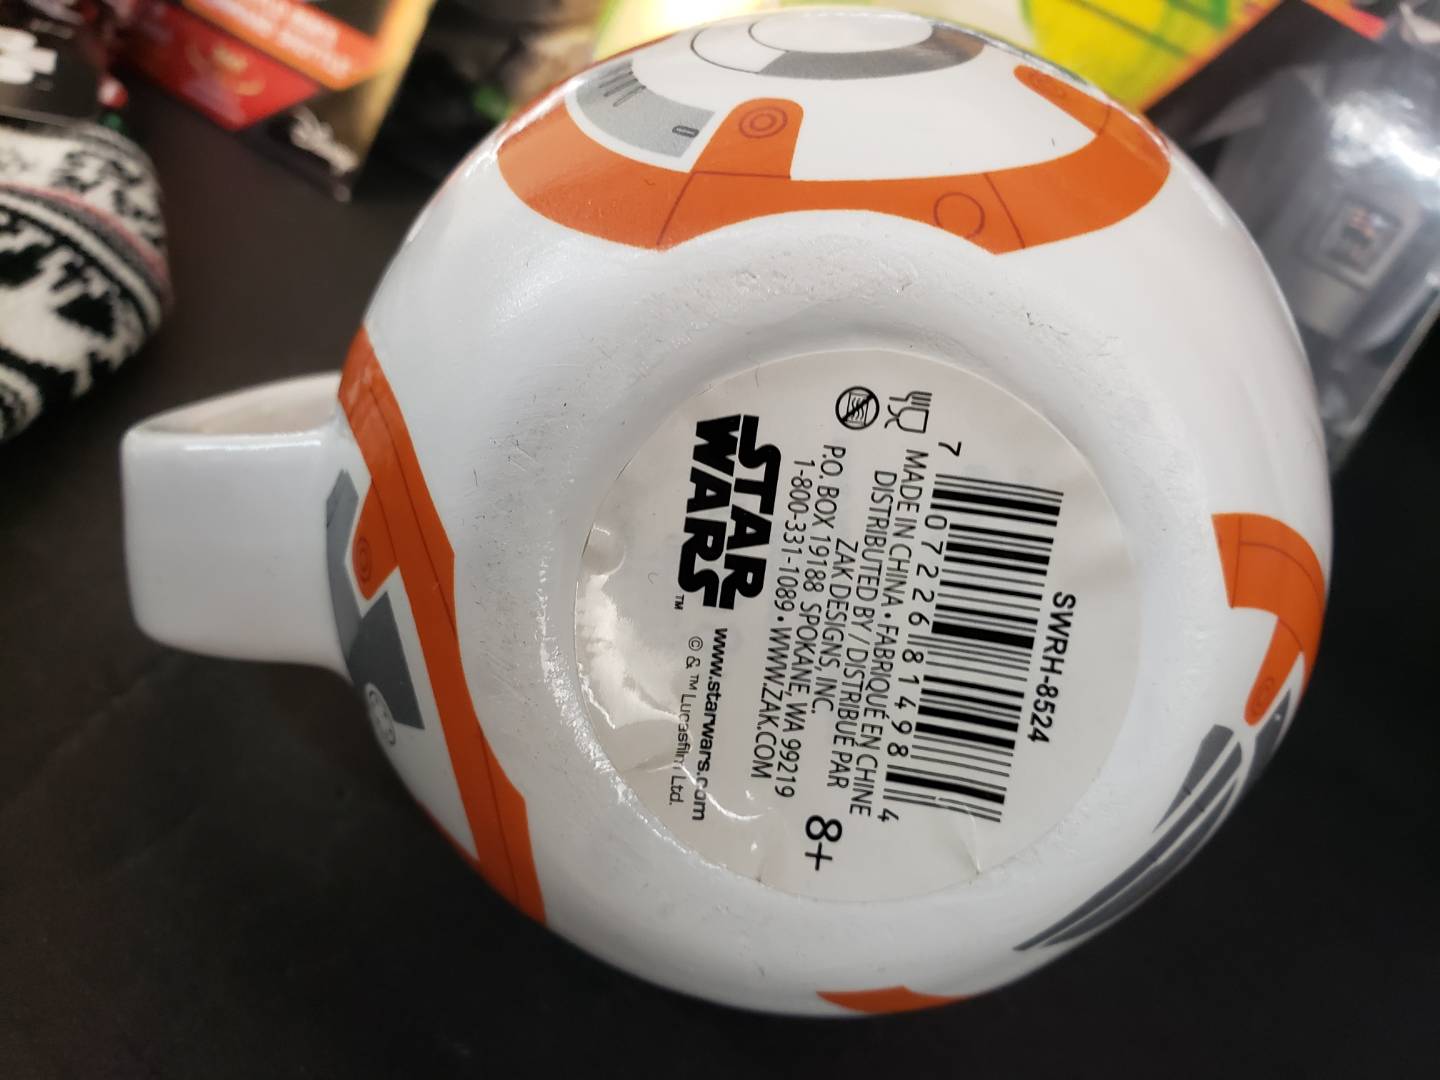 SWRH-8524
7 07226 81498 4
MADE IN CHINA • FABRIQUÉ EN CHINE
DISTRIBUTED BY / DISTRIBUÉ PAR
ZAK DESIGNS, INC.
P.O. BOX 19188 SPOKANE, WA 99219
1-800-331-1089 • WWW.ZAK.COM
8+
STAR
WARS™
www.starwars.com
© & ™ Lucasfilm Ltd.